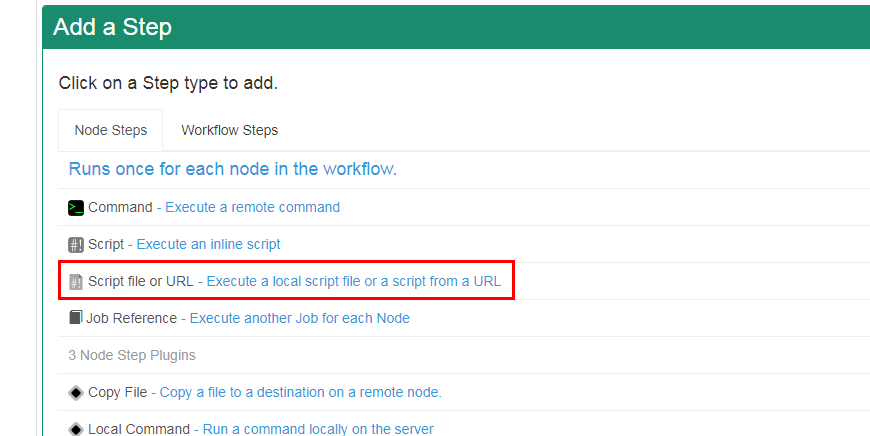 Add a Step
Click on a Step type to add.
Node Steps Workflow Steps
Runs once for each node in the workflow.
>_ Command - Execute a remote command
#! Script - Execute an inline script
#! Script file or URL - Execute a local script file or a script from a URL
Job Reference - Execute another Job for each Node
3 Node Step Plugins
Copy File - Copy a file to a destination on a remote node.
Local Command - Run a command locally on the server